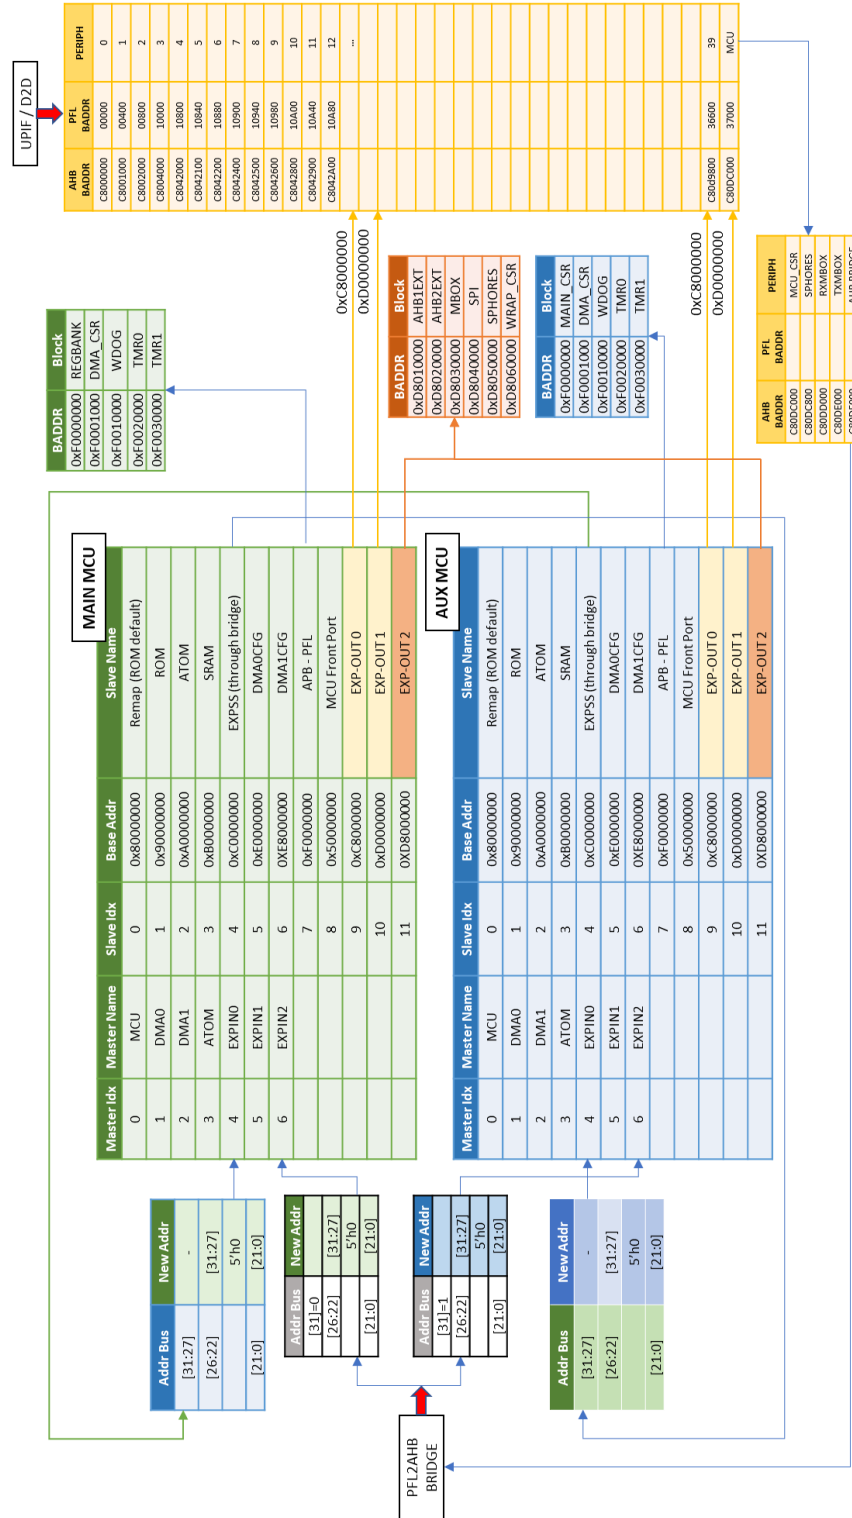 UPIF / D2D
AHB BADDR PFL BADDR PERIPH
C8000000 00000 0
C8001000 00400 1
C8002000 00800 2
C8004000 10000 3
C8042000 10800 4
C8042100 10840 5
C8042200 10880 6
C8042400 10900 7
C8042500 10940 8
C8042600 10980 9
C8042800 10A00 10
C8042900 10A40 11
C8042A00 10A80 12
...
C80d9800 36600 39
C80DC000 37000 MCU
BADDR Block
0xF0000000 REGBANK
0xF0001000 DMA_CSR
0xF0010000 WDOG
0xF0020000 TMR0
0xF0030000 TMR1
0xC8000000
0xD0000000
MAIN MCU
Master Idx Master Name Slave Idx Base Addr Slave Name
0 MCU 0 0x80000000 Remap (ROM default)
1 DMA0 1 0x90000000 ROM
2 DMA1 2 0xA0000000 ATOM
3 ATOM 3 0xB0000000 SRAM
4 EXPIN0 4 0xC0000000 EXPSS (through bridge)
5 EXPIN1 5 0xE0000000 DMA0CFG
6 EXPIN2 6 0XE8000000 DMA1CFG
7 0xF0000000 APB - PFL
8 0x50000000 MCU Front Port
9 0xC8000000 EXP-OUT 0
10 0xD0000000 EXP-OUT 1
11 0XD8000000 EXP-OUT 2
Addr Bus New Addr
[31:27] -
[26:22] [31:27]
5'h0
[21:0] [21:0]
Addr Bus New Addr
[31]=0
[26:22] [31:27]
5'h0
[21:0] [21:0]
BADDR Block
0xD8010000 AHB1EXT
0xD8020000 AHB2EXT
0xD8030000 MBOX
0xD8040000 SPI
0xD8050000 SPHORES
0xD8060000 WRAP_CSR
PFL2AHB
BRIDGE
Addr Bus New Addr
[31]=1
[26:22] [31:27]
5'h0
[21:0] [21:0]
Addr Bus New Addr
[31:27] -
[26:22] [31:27]
5'h0
[21:0] [21:0]
AUX MCU
Master Idx Master Name Slave Idx Base Addr Slave Name
0 MCU 0 0x80000000 Remap (ROM default)
1 DMA0 1 0x90000000 ROM
2 DMA1 2 0xA0000000 ATOM
3 ATOM 3 0xB0000000 SRAM
4 EXPIN0 4 0xC0000000 EXPSS (through bridge)
5 EXPIN1 5 0xE0000000 DMA0CFG
6 EXPIN2 6 0XE8000000 DMA1CFG
7 0xF0000000 APB - PFL
8 0x50000000 MCU Front Port
9 0xC8000000 EXP-OUT 0
10 0xD0000000 EXP-OUT 1
11 0XD8000000 EXP-OUT 2
BADDR Block
0xF0000000 MAIN_CSR
0xF0001000 DMA_CSR
0xF0010000 WDOG
0xF0020000 TMR0
0xF0030000 TMR1
0xC8000000
0xD0000000
AHB BADDR PFL BADDR PERIPH
C80DC000 MCU_CSR
C80DC800 SPHORES
C80DD000 RXMBOX
C80DE000 TXMBOX